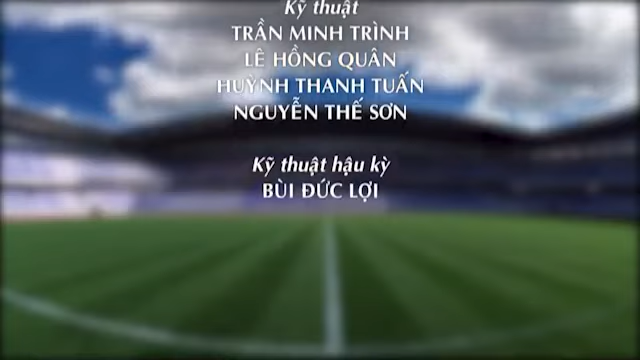 Kỹ thuật
TRẦN MINH TRÌNH
LÊ HỒNG QUÂN
HUỲNH THANH TUẤN
NGUYỄN THẾ SƠN
Kỹ thuật hậu kỳ
BÙI ĐỨC LỢI